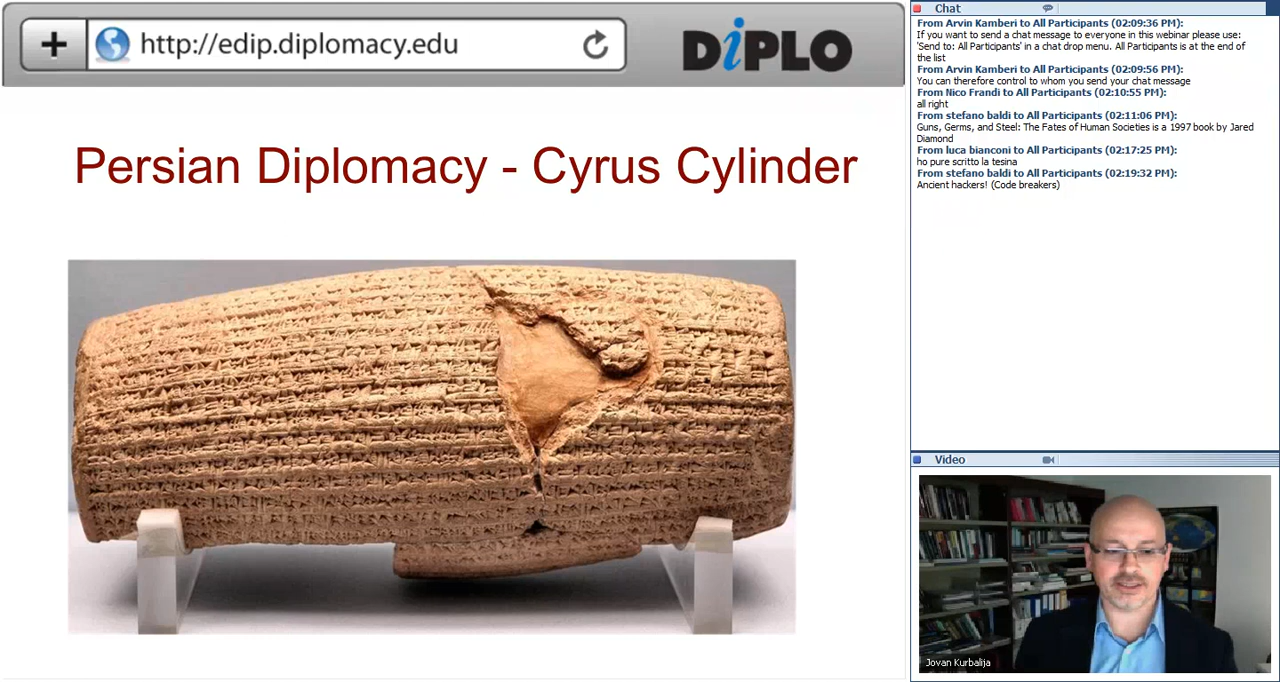 http://edip.diplomacy.edu
DiPLO
Persian Diplomacy - Cyrus Cylinder
Chat
From Arvin Kamberi to All Participants (02:09:36 PM):
If you want to send a chat message to everyone in this webinar please use:
'Send to: All Participants' in a chat drop menu. All Participants is at the end of
the list
From Arvin Kamberi to All Participants (02:09:56 PM):
You can therefore control to whom you send your chat message
From Nico Frandi to All Participants (02:10:55 PM):
all right
From stefano baldi to All Participants (02:11:06 PM):
Guns, Germs, and Steel: The Fates of Human Societies is a 1997 book by Jared
Diamond
From luca bianconi to All Participants (02:17:25 PM):
ho pure scritto la tesina
From stefano baldi to All Participants (02:19:32 PM):
Ancient hackers! (Code breakers)
Video
Jovan Kurbalija